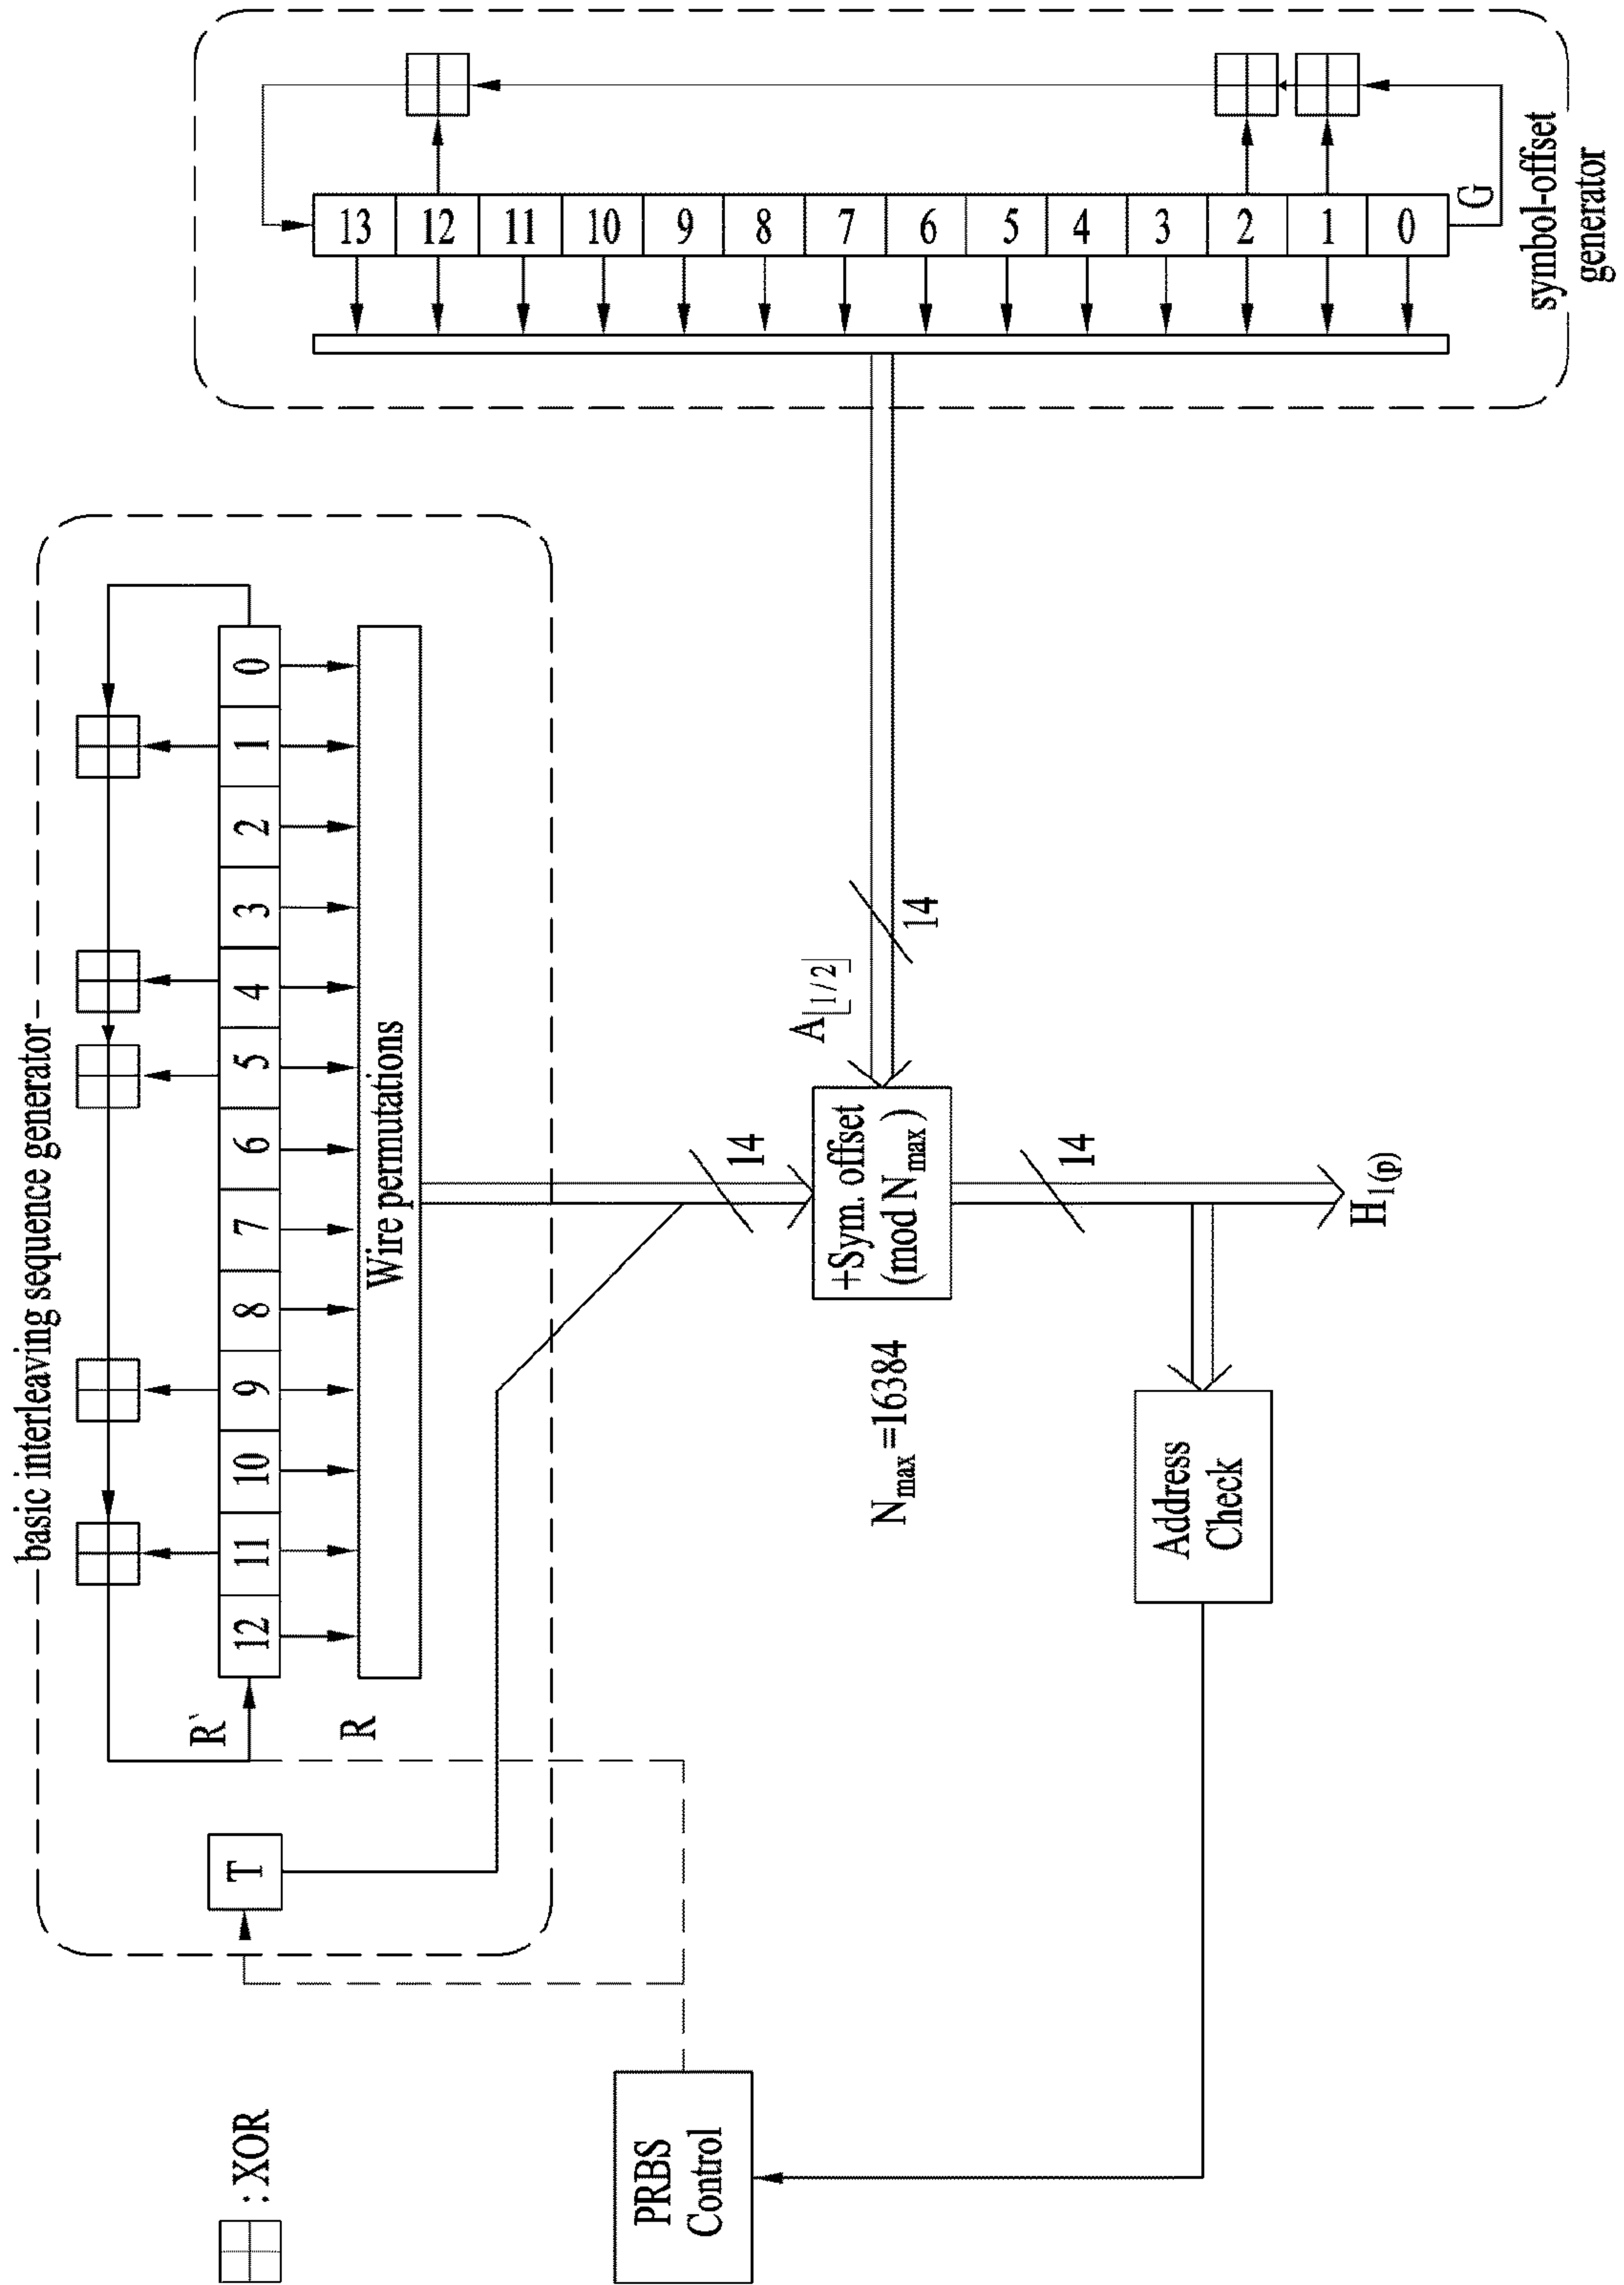 basic interleaving sequence generator
R`
12 11 10 9 8 7 6 5 4 3 2 1 0
R
Wire permutations
T
: XOR
PRBS
Control
14
+Sym. offset
(mod Nmax)
Nmax=16384
A⌊1/2⌋
14
14
Address
Check
H1(p)
13
12
11
10
9
8
7
6
5
4
3
2
1
0
G
symbol-offset
generator